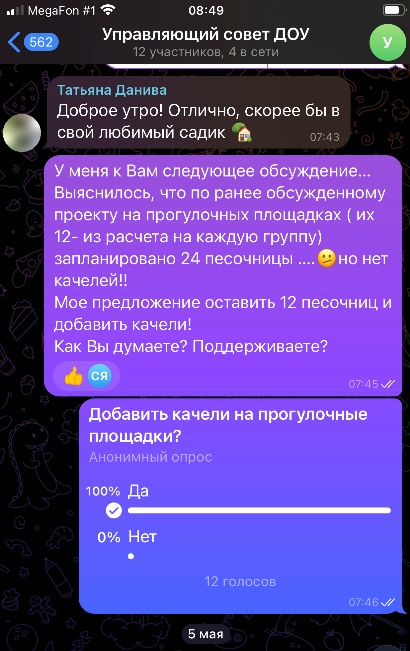 MegaFon #1
08:49
562
Управляющий совет ДОУ
12 участников, 4 в сети
У
Татьяна Данива
Доброе утро! Отлично, скорее бы в
свой любимый садик 🏡
07:43
У меня к Вам следующее обсуждение...
Выяснилось, что по ранее обсужденному
проекту на прогулочных площадках ( их
12- из расчета на каждую группу)
запланировано 24 песочницы ....🫤но нет
качелей!!
Мое предложение оставить 12 песочниц и
добавить качели!
Как Вы думаете? Поддерживаете?
👍 СЯ
07:45
Добавить качели на прогулочные
площадки?
Анонимный опрос
100% Да
0% Нет
12 голосов
07:46
5 мая